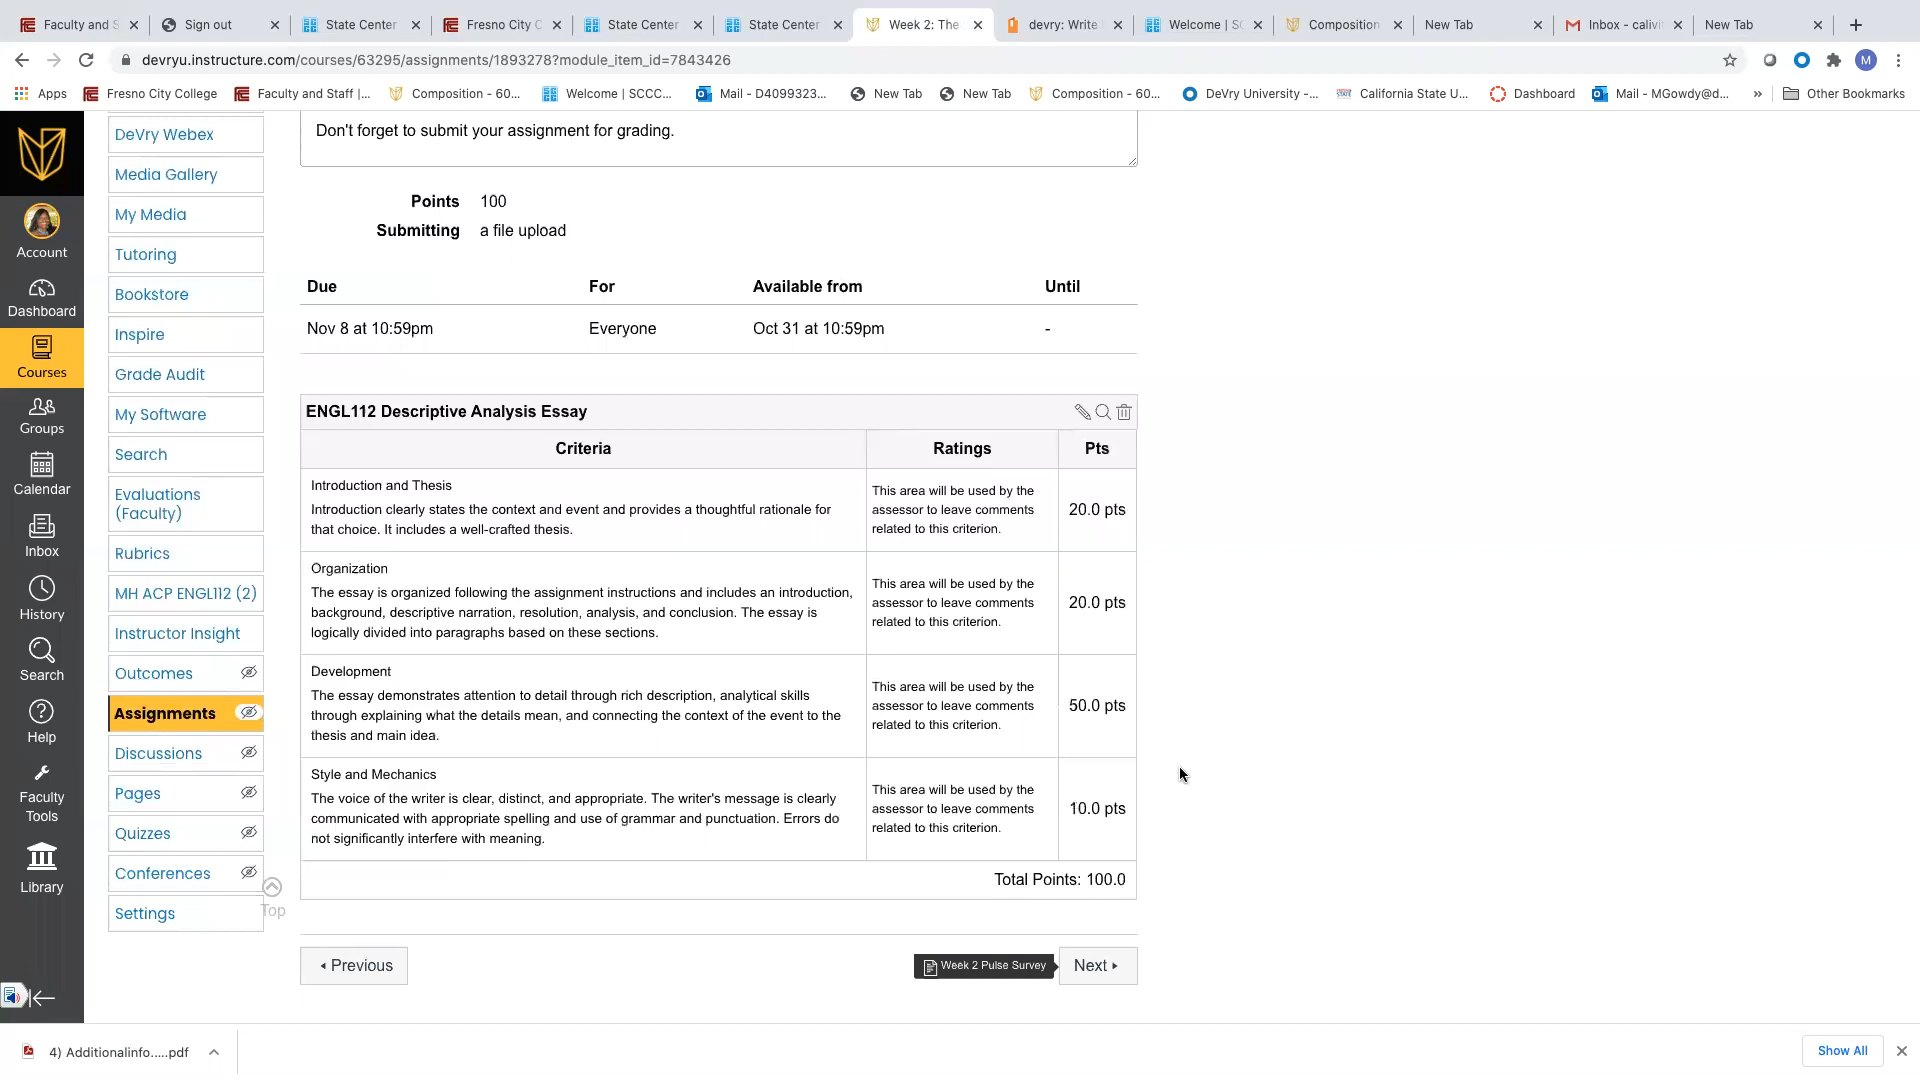 Faculty and S
Sign out
State Center
Fresno City C
State Center
State Center
Week 2: The
devry: Write
Welcome | SC
Composition
New Tab
Inbox - calivi
New Tab
devryu.instructure.com/courses/63295/assignments/1893278?module_item_id=7843426
M
Apps
Fresno City College
Faculty and Staff |...
Composition - 60...
Welcome | SCCC...
Mail - D4099323...
New Tab
New Tab
Composition - 60...
DeVry University -...
California State U...
Dashboard
Mail - MGowdy@d...
»
Other Bookmarks
Account
Dashboard
Courses
Groups
Calendar
Inbox
History
Search
Help
Faculty
Tools
Library
DeVry Webex
Media Gallery
My Media
Tutoring
Bookstore
Inspire
Grade Audit
My Software
Search
Evaluations
(Faculty)
Rubrics
MH ACP ENGL112 (2)
Instructor Insight
Outcomes
Assignments
Discussions
Pages
Quizzes
Conferences
Settings
Top
Don't forget to submit your assignment for grading.
Points 100
Submitting a file upload
Due For Available from Until
Nov 8 at 10:59pm Everyone Oct 31 at 10:59pm -
ENGL112 Descriptive Analysis Essay
Criteria Ratings Pts
Introduction and Thesis
Introduction clearly states the context and event and provides a thoughtful rationale for
that choice. It includes a well-crafted thesis.
This area will be used by the
assessor to leave comments
related to this criterion.
20.0 pts
Organization
The essay is organized following the assignment instructions and includes an introduction,
background, descriptive narration, resolution, analysis, and conclusion. The essay is
logically divided into paragraphs based on these sections.
This area will be used by the
assessor to leave comments
related to this criterion.
20.0 pts
Development
The essay demonstrates attention to detail through rich description, analytical skills
through explaining what the details mean, and connecting the context of the event to the
thesis and main idea.
This area will be used by the
assessor to leave comments
related to this criterion.
50.0 pts
Style and Mechanics
The voice of the writer is clear, distinct, and appropriate. The writer's message is clearly
communicated with appropriate spelling and use of grammar and punctuation. Errors do
not significantly interfere with meaning.
This area will be used by the
assessor to leave comments
related to this criterion.
10.0 pts
Total Points: 100.0
Previous
Week 2 Pulse Survey
Next
4) Additionalinfo.....pdf
Show All